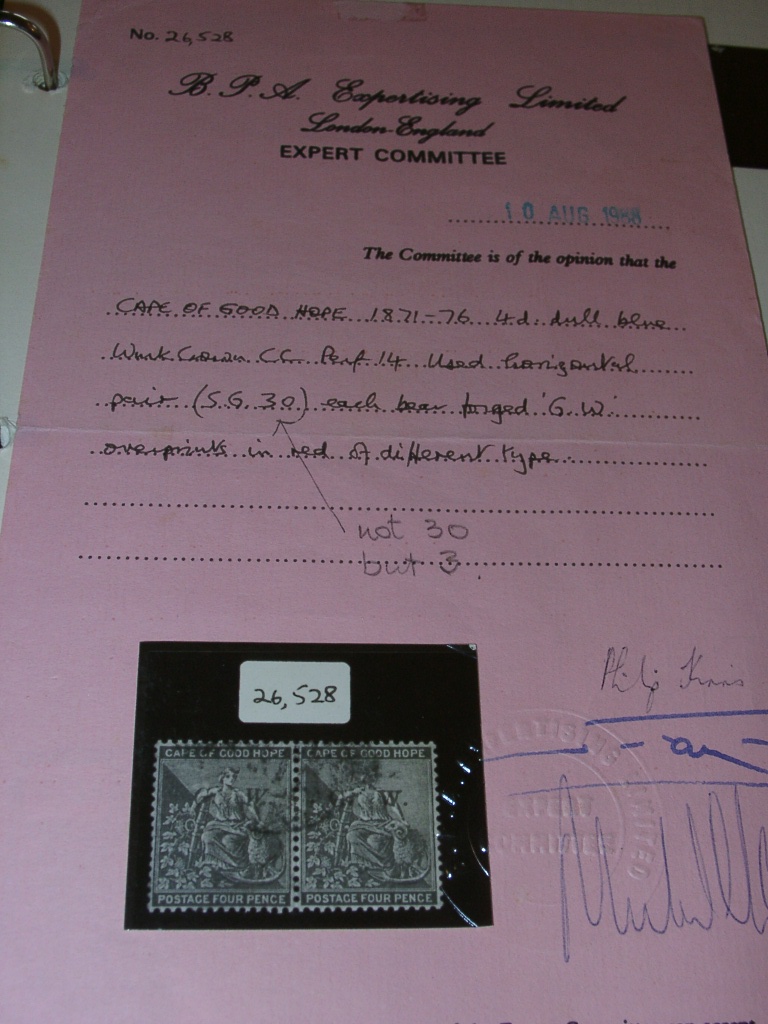 No. 26,528
B.P.A. Expertising Limited
London-England
EXPERT COMMITTEE
10 AUG 1988
The Committee is of the opinion that the
CAPE OF GOOD HOPE 1871-76 4d. dull blue
Wmk Crown CC Perf 14 Used horizontal
pair (S.G. 30) each bear forged 'G.W.'
overprints in red of different type
not 30
but 3.
26,528
CAPE OF GOOD HOPE CAPE OF GOOD HOPE
W. W.
POSTAGE FOUR PENCE POSTAGE FOUR PENCE
EXPERTISING LIMITED
EXPERT
COMMITTEE
Philip